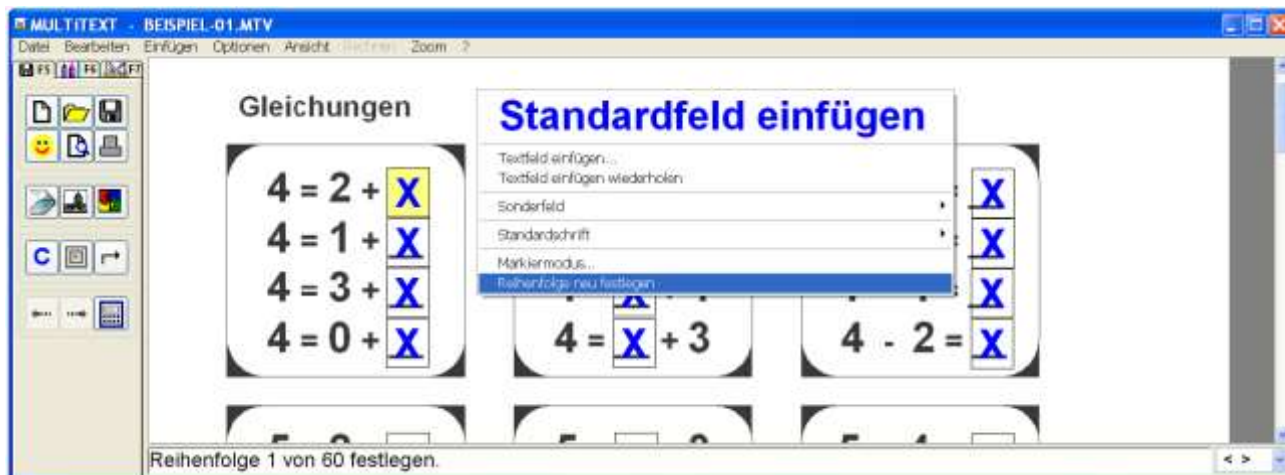 MULTiTEXT - BEISPIEL-01.MTV
Datei Bearbeiten Einfügen Optionen Ansicht Zoom ?
F5 F6 F7
Gleichungen
Standardfeld einfügen
Textfeld einfügen...
Textfeld einfügen wiederholen
Sonderfeld
Standardschrift
Markiermodus...
Reihenfolge neu festlegen
4 = 2 + X
4 = 1 + X
4 = 3 + X
4 = 0 + X
X
4 = X + 3
= X
X
X
4 - 2 = X
C
Reihenfolge 1 von 60 festlegen.
< >